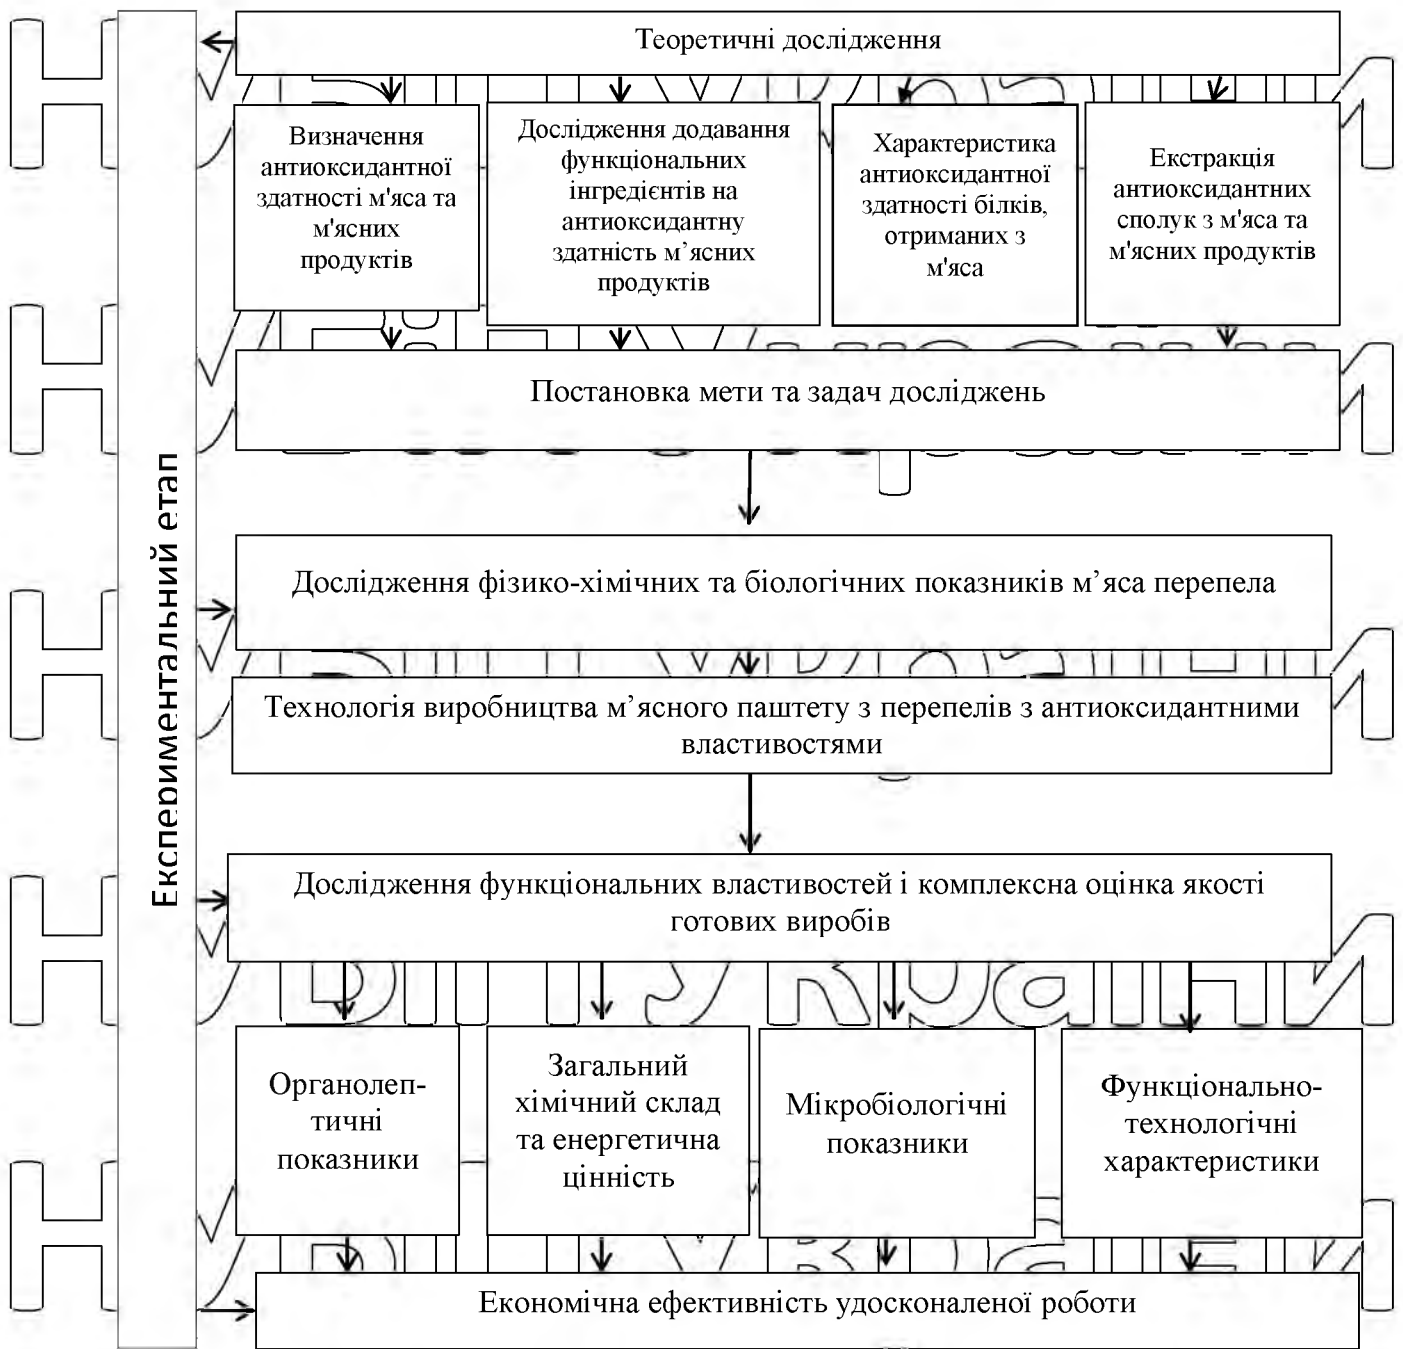 Теоретичні дослідження
Визначення
антиоксидантної
здатності м'яса та
м'ясних
продуктів
Дослідження додавання
функціональних
інгредієнтів на
антиоксидантну
здатність м’ясних
продуктів
Характеристика
антиоксидантної
здатності білків,
отриманих з
м'яса
Екстракція
антиоксидантних
сполук з м'яса та
м'ясних продуктів
Постановка мети та задач досліджень
Експериментальний етап
Дослідження фізико-хімічних та біологічних показників м’яса перепела
Технологія виробництва м’ясного паштету з перепелів з антиоксидантними
властивостями
Дослідження функціональних властивостей і комплексна оцінка якості
готових виробів
Органолеп-
тичні
показники
Загальний
хімічний склад
та енергетична
цінність
Мікробіологічні
показники
Функціонально-
технологічні
характеристики
Економічна ефективність удосконаленої роботи